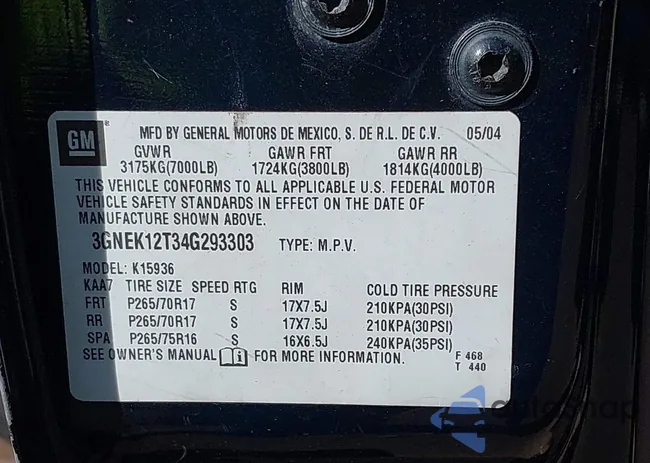 GM
MFD BY GENERAL MOTORS DE MEXICO, S. DE R.L. DE C.V. 05/04
GVWR GAWR FRT GAWR RR
3175KG(7000LB) 1724KG(3800LB) 1814KG(4000LB)
THIS VEHICLE CONFORMS TO ALL APPLICABLE U.S. FEDERAL MOTOR
VEHICLE SAFETY STANDARDS IN EFFECT ON THE DATE OF
MANUFACTURE SHOWN ABOVE.
3GNEK12T34G293303 TYPE: M.P.V.
MODEL: K15936
KAA7 TIRE SIZE SPEED RTG RIM COLD TIRE PRESSURE
FRT P265/70R17 S 17X7.5J 210KPA(30PSI)
RR P265/70R17 S 17X7.5J 210KPA(30PSI)
SPA P265/75R16 S 16X6.5J 240KPA(35PSI)
SEE OWNER'S MANUAL FOR MORE INFORMATION. F 468
T 440
autosnap